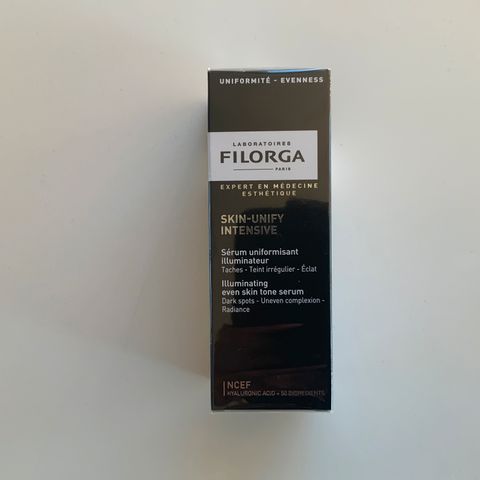 UNIFORMITÉ - EVENNESS
LABORATOIRES
FILORGA
PARIS
EXPERT EN MÉDECINE
ESTHÉTIQUE
SKIN-UNIFY
INTENSIVE
Sérum uniformisant
illuminateur
Taches - Teint irrégulier - Éclat
Illuminating
even skin tone serum
Dark spots - Uneven complexion -
Radiance
NCEF
HYALURONIC ACID + 50 INGREDIENTS